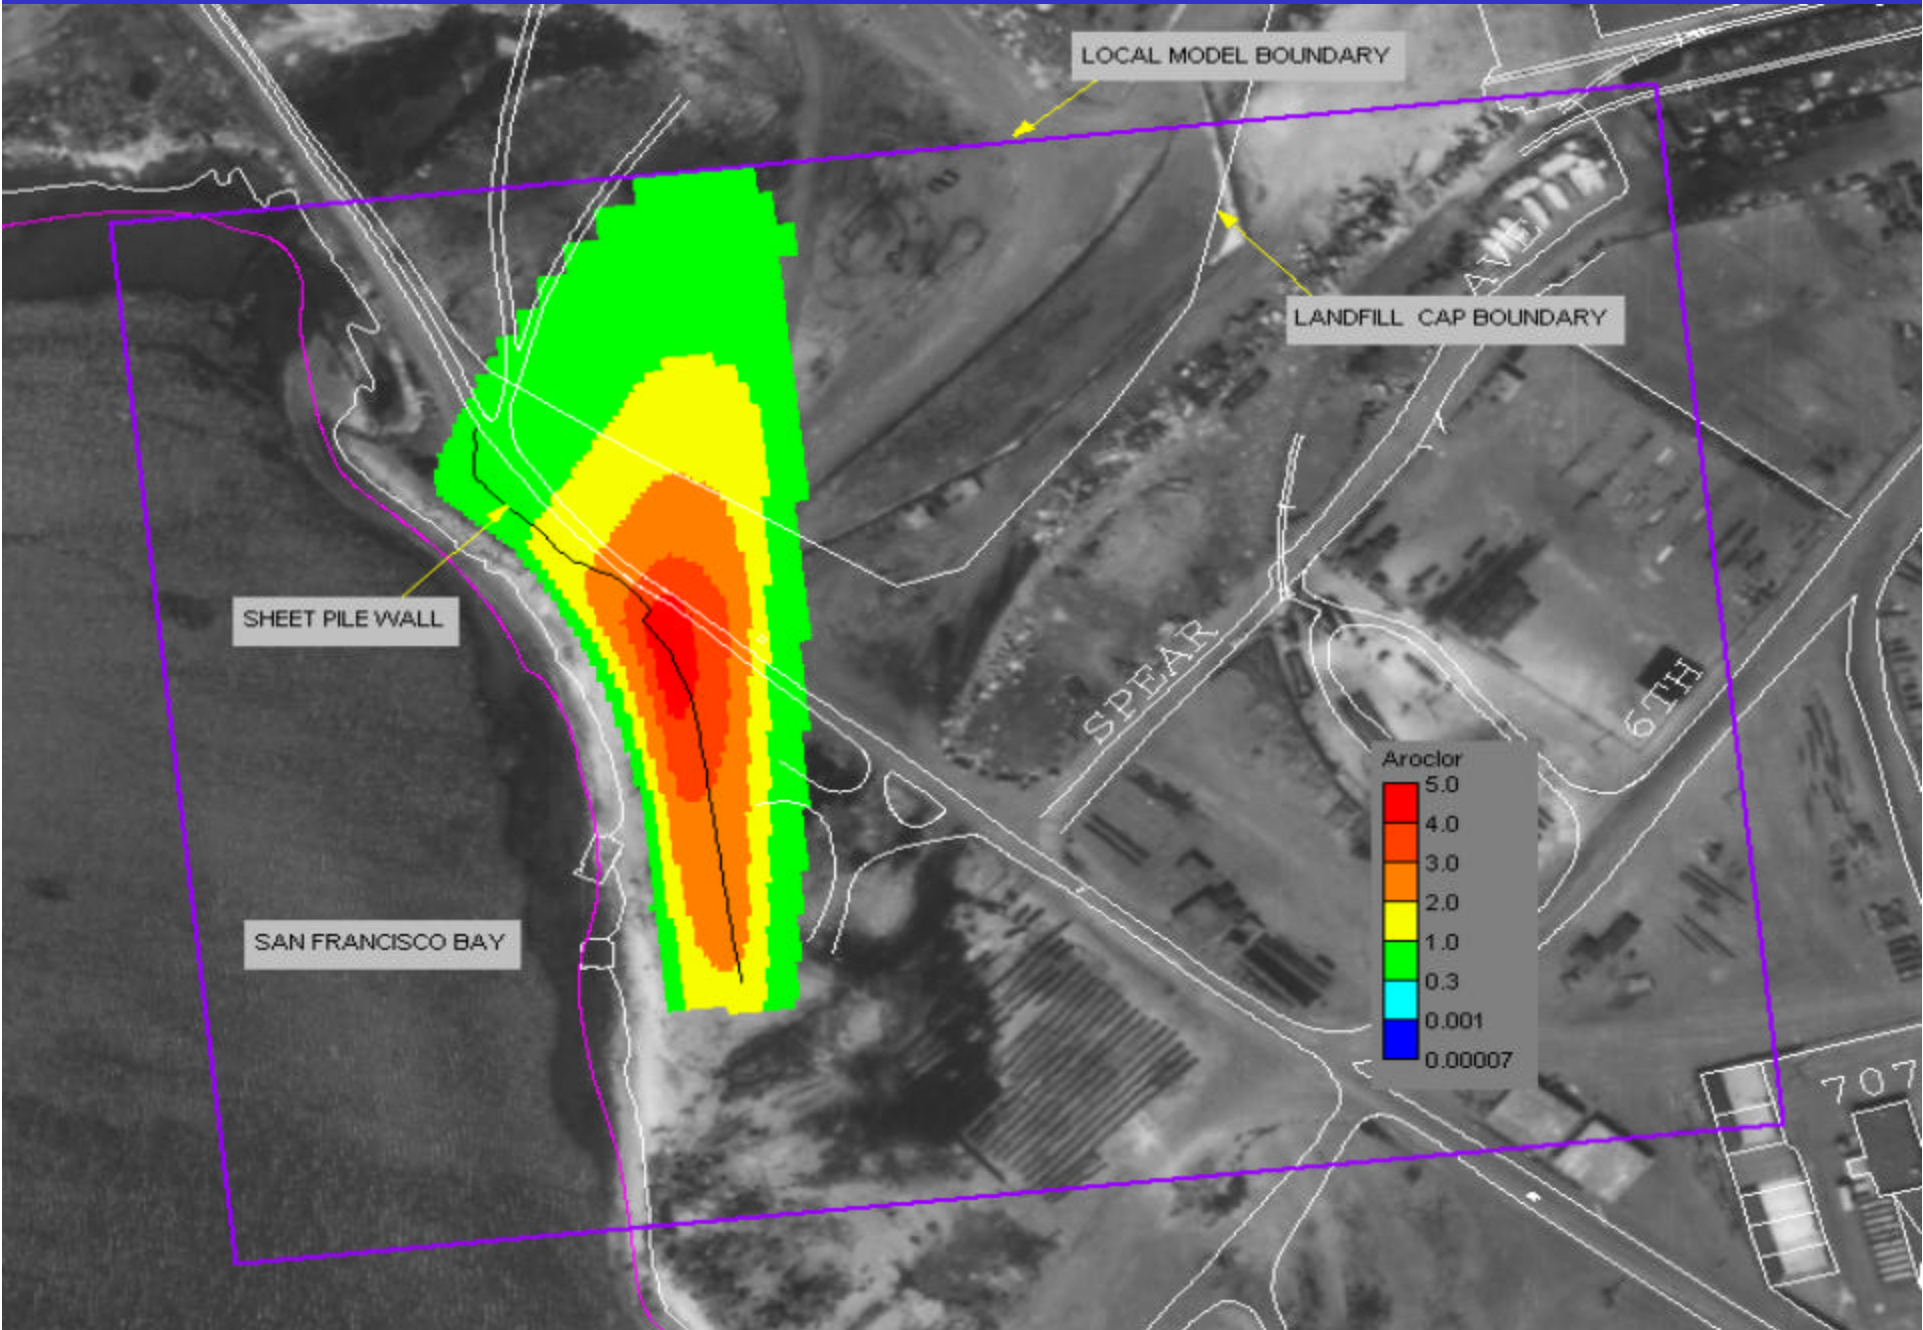 LOCAL MODEL BOUNDARY
AVE
LANDFILL CAP BOUNDARY
SHEET PILE WALL
SPEAR
6TH
SAN FRANCISCO BAY
Aroclor
5.0
4.0
3.0
2.0
1.0
0.3
0.001
0.00007
707